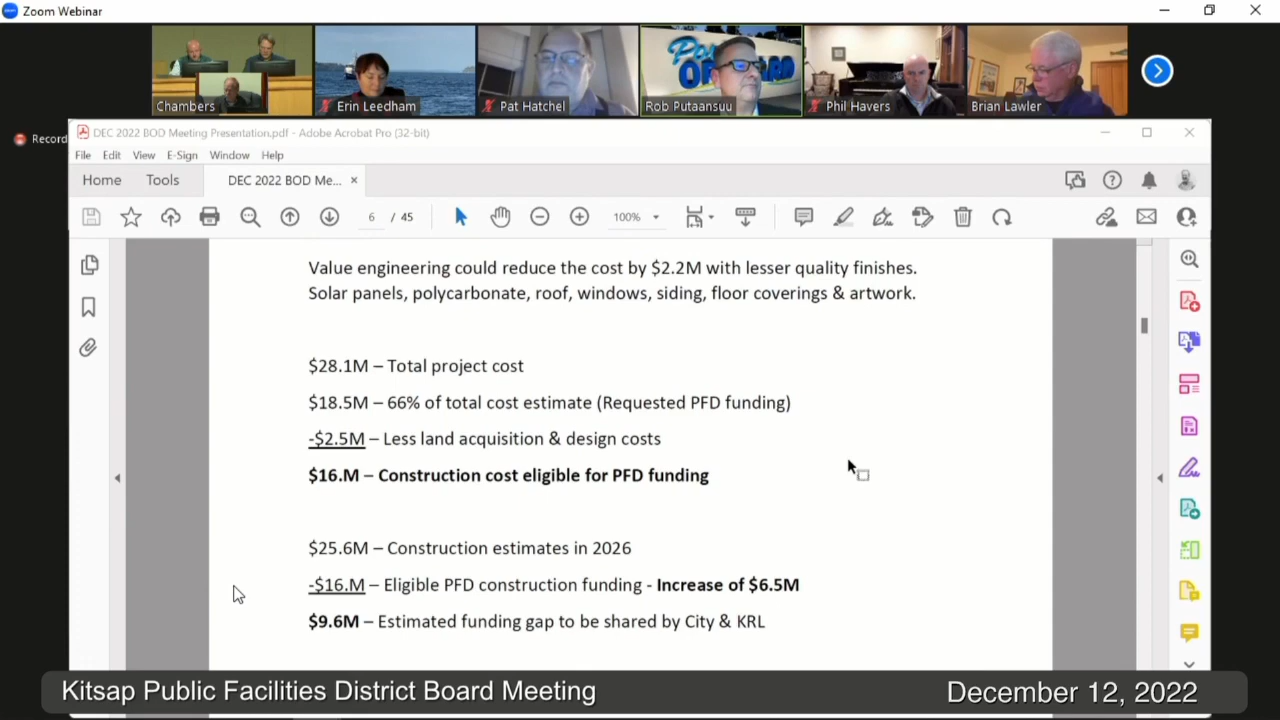 Zoom Webinar
Chambers
Erin Leedham
Pat Hatchel
Rob Putaansuu
Phil Havers
Brian Lawler
Record
DEC 2022 BOD Meeting Presentation.pdf - Adobe Acrobat Pro (32-bit)
File Edit View E-Sign Window Help
Home Tools DEC 2022 BOD Me... ×
6 / 45 100%
Value engineering could reduce the cost by $2.2M with lesser quality finishes.
Solar panels, polycarbonate, roof, windows, siding, floor coverings & artwork.
$28.1M – Total project cost
$18.5M – 66% of total cost estimate (Requested PFD funding)
-$2.5M – Less land acquisition & design costs
$16.M – Construction cost eligible for PFD funding
$25.6M – Construction estimates in 2026
-$16.M – Eligible PFD construction funding - Increase of $6.5M
$9.6M – Estimated funding gap to be shared by City & KRL
Kitsap Public Facilities District Board Meeting
December 12, 2022